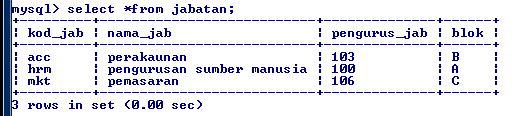 mysql> select *from jabatan;
+---------+--------------------------+--------------+------+
| kod_jab | nama_jab                 | pengurus_jab | blok |
+---------+--------------------------+--------------+------+
| acc     | perakaunan               | 103          | B    |
| hrm     | pengurusan sumber manusia | 100          | A    |
| mkt     | pemasaran                | 106          | C    |
+---------+--------------------------+--------------+------+
3 rows in set (0.00 sec)